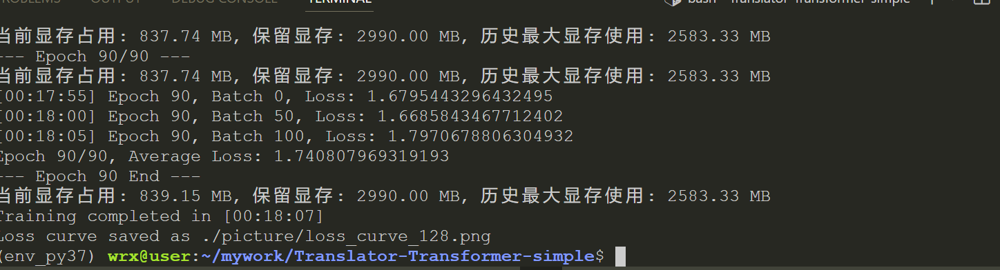 OUTPUT DEBUG CONSOLE TERMINAL bash - Translator-Transformer-simple
当前显存占用: 837.74 MB, 保留显存: 2990.00 MB, 历史最大显存使用: 2583.33 MB
--- Epoch 90/90 ---
当前显存占用: 837.74 MB, 保留显存: 2990.00 MB, 历史最大显存使用: 2583.33 MB
[00:17:55] Epoch 90, Batch 0, Loss: 1.6795443296432495
[00:18:00] Epoch 90, Batch 50, Loss: 1.6685843467712402
[00:18:05] Epoch 90, Batch 100, Loss: 1.7970678806304932
Epoch 90/90, Average Loss: 1.740807969319193
--- Epoch 90 End ---
当前显存占用: 839.15 MB, 保留显存: 2990.00 MB, 历史最大显存使用: 2583.33 MB
Training completed in [00:18:07]
Loss curve saved as ./picture/loss_curve_128.png
(env_py37) wrx@user:~/mywork/Translator-Transformer-simple$